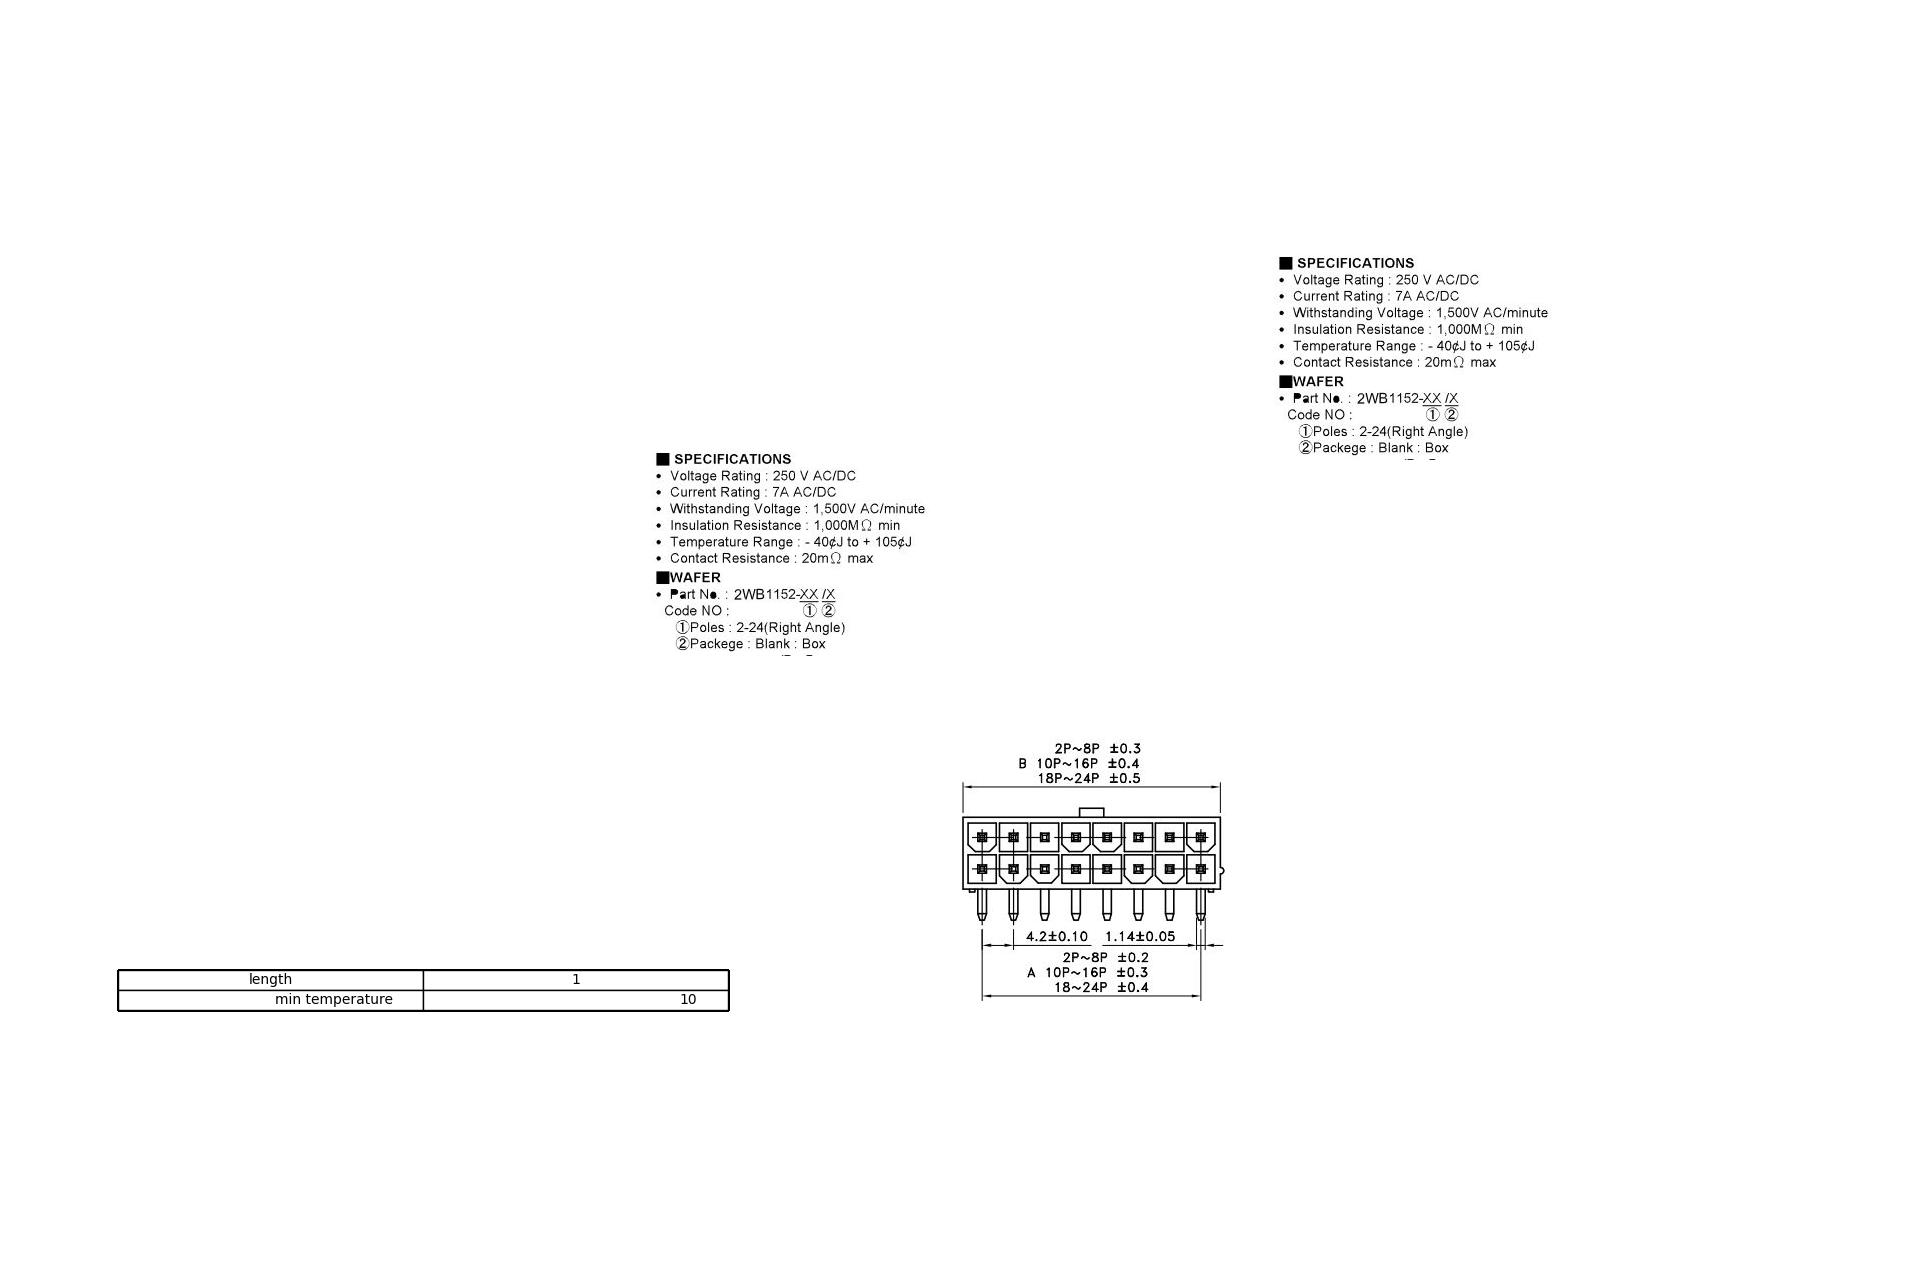 ■ SPECIFICATIONS
• Voltage Rating : 250 V AC/DC
• Current Rating : 7A AC/DC
• Withstanding Voltage : 1,500V AC/minute
• Insulation Resistance : 1,000MΩ min
• Temperature Range : - 40¢J to + 105¢J
• Contact Resistance : 20mΩ max
■WAFER
• Part No. : 2WB1152-XX /X
Code NO : ① ②
①Poles : 2-24(Right Angle)
②Packege : Blank : Box
■ SPECIFICATIONS
• Voltage Rating : 250 V AC/DC
• Current Rating : 7A AC/DC
• Withstanding Voltage : 1,500V AC/minute
• Insulation Resistance : 1,000MΩ min
• Temperature Range : - 40¢J to + 105¢J
• Contact Resistance : 20mΩ max
■WAFER
• Part No. : 2WB1152-XX /X
Code NO : ① ②
①Poles : 2-24(Right Angle)
②Packege : Blank : Box
2P~8P ±0.3
B 10P~16P ±0.4
18P~24P ±0.5
4.2±0.10 1.14±0.05
2P~8P ±0.2
A 10P~16P ±0.3
18~24P ±0.4
length 1
min temperature 10